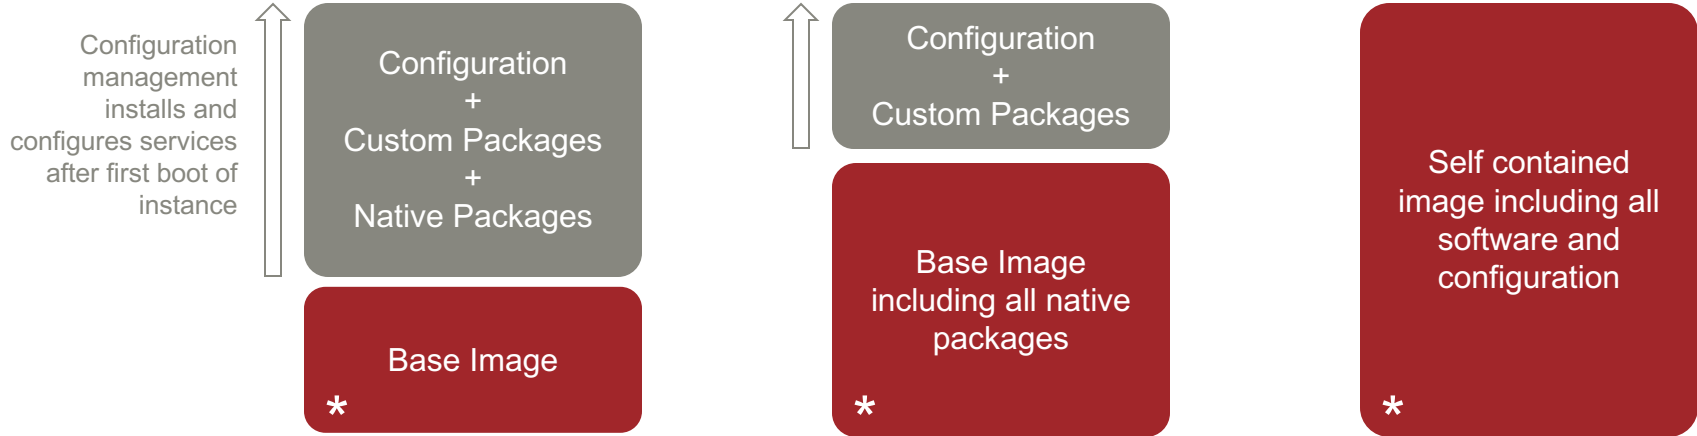 Configuration
management
installs and
configures services
after first boot of
instance
Configuration
+
Custom Packages
+
Native Packages
Base Image
*
Configuration
+
Custom Packages
Base Image
including all native
packages
*
Self contained
image including all
software and
configuration
*